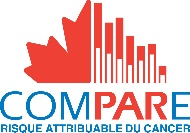 COMPARE
RISQUE ATTRIBUABLE DU CANCER